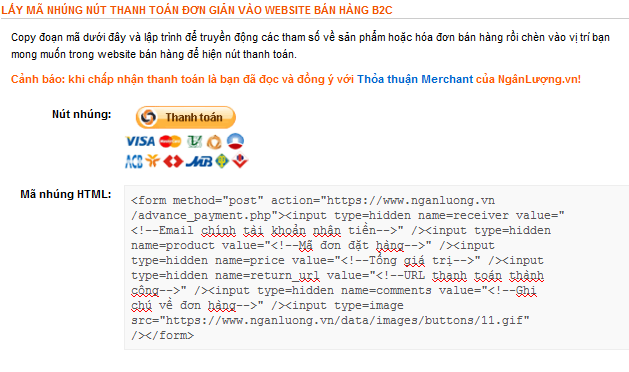 LẤY MÃ NHÚNG NÚT THANH TOÁN ĐƠN GIẢN VÀO WEBSITE BÁN HÀNG B2C
Copy đoạn mã dưới đây và lập trình để truyền động các tham số về sản phẩm hoặc hóa đơn bán hàng rồi chèn vào vị trí bạn
mong muốn trong website bán hàng để hiện nút thanh toán.
Cảnh báo: khi chấp nhận thanh toán là bạn đã đọc và đồng ý với Thỏa thuận Merchant của NgânLượng.vn!
Nút nhúng:
Thanh toán
VISA
ACB MB
Mã nhúng HTML:
<form method="post" action="https://www.nganluong.vn
/advance_payment.php"><input type=hidden name=receiver value="
<!--Email chính tài khoản nhận tiền-->" /><input type=hidden
name=product value="<!--Mã đơn đặt hàng-->" /><input
type=hidden name=price value="<!--Tổng giá trị-->" /><input
type=hidden name=return_url value="<!--URL thanh toán thành
công-->" /><input type=hidden name=comments value="<!--Ghi
chú về đơn hàng-->" /><input type=image
src="https://www.nganluong.vn/data/images/buttons/11.gif"
/></form>